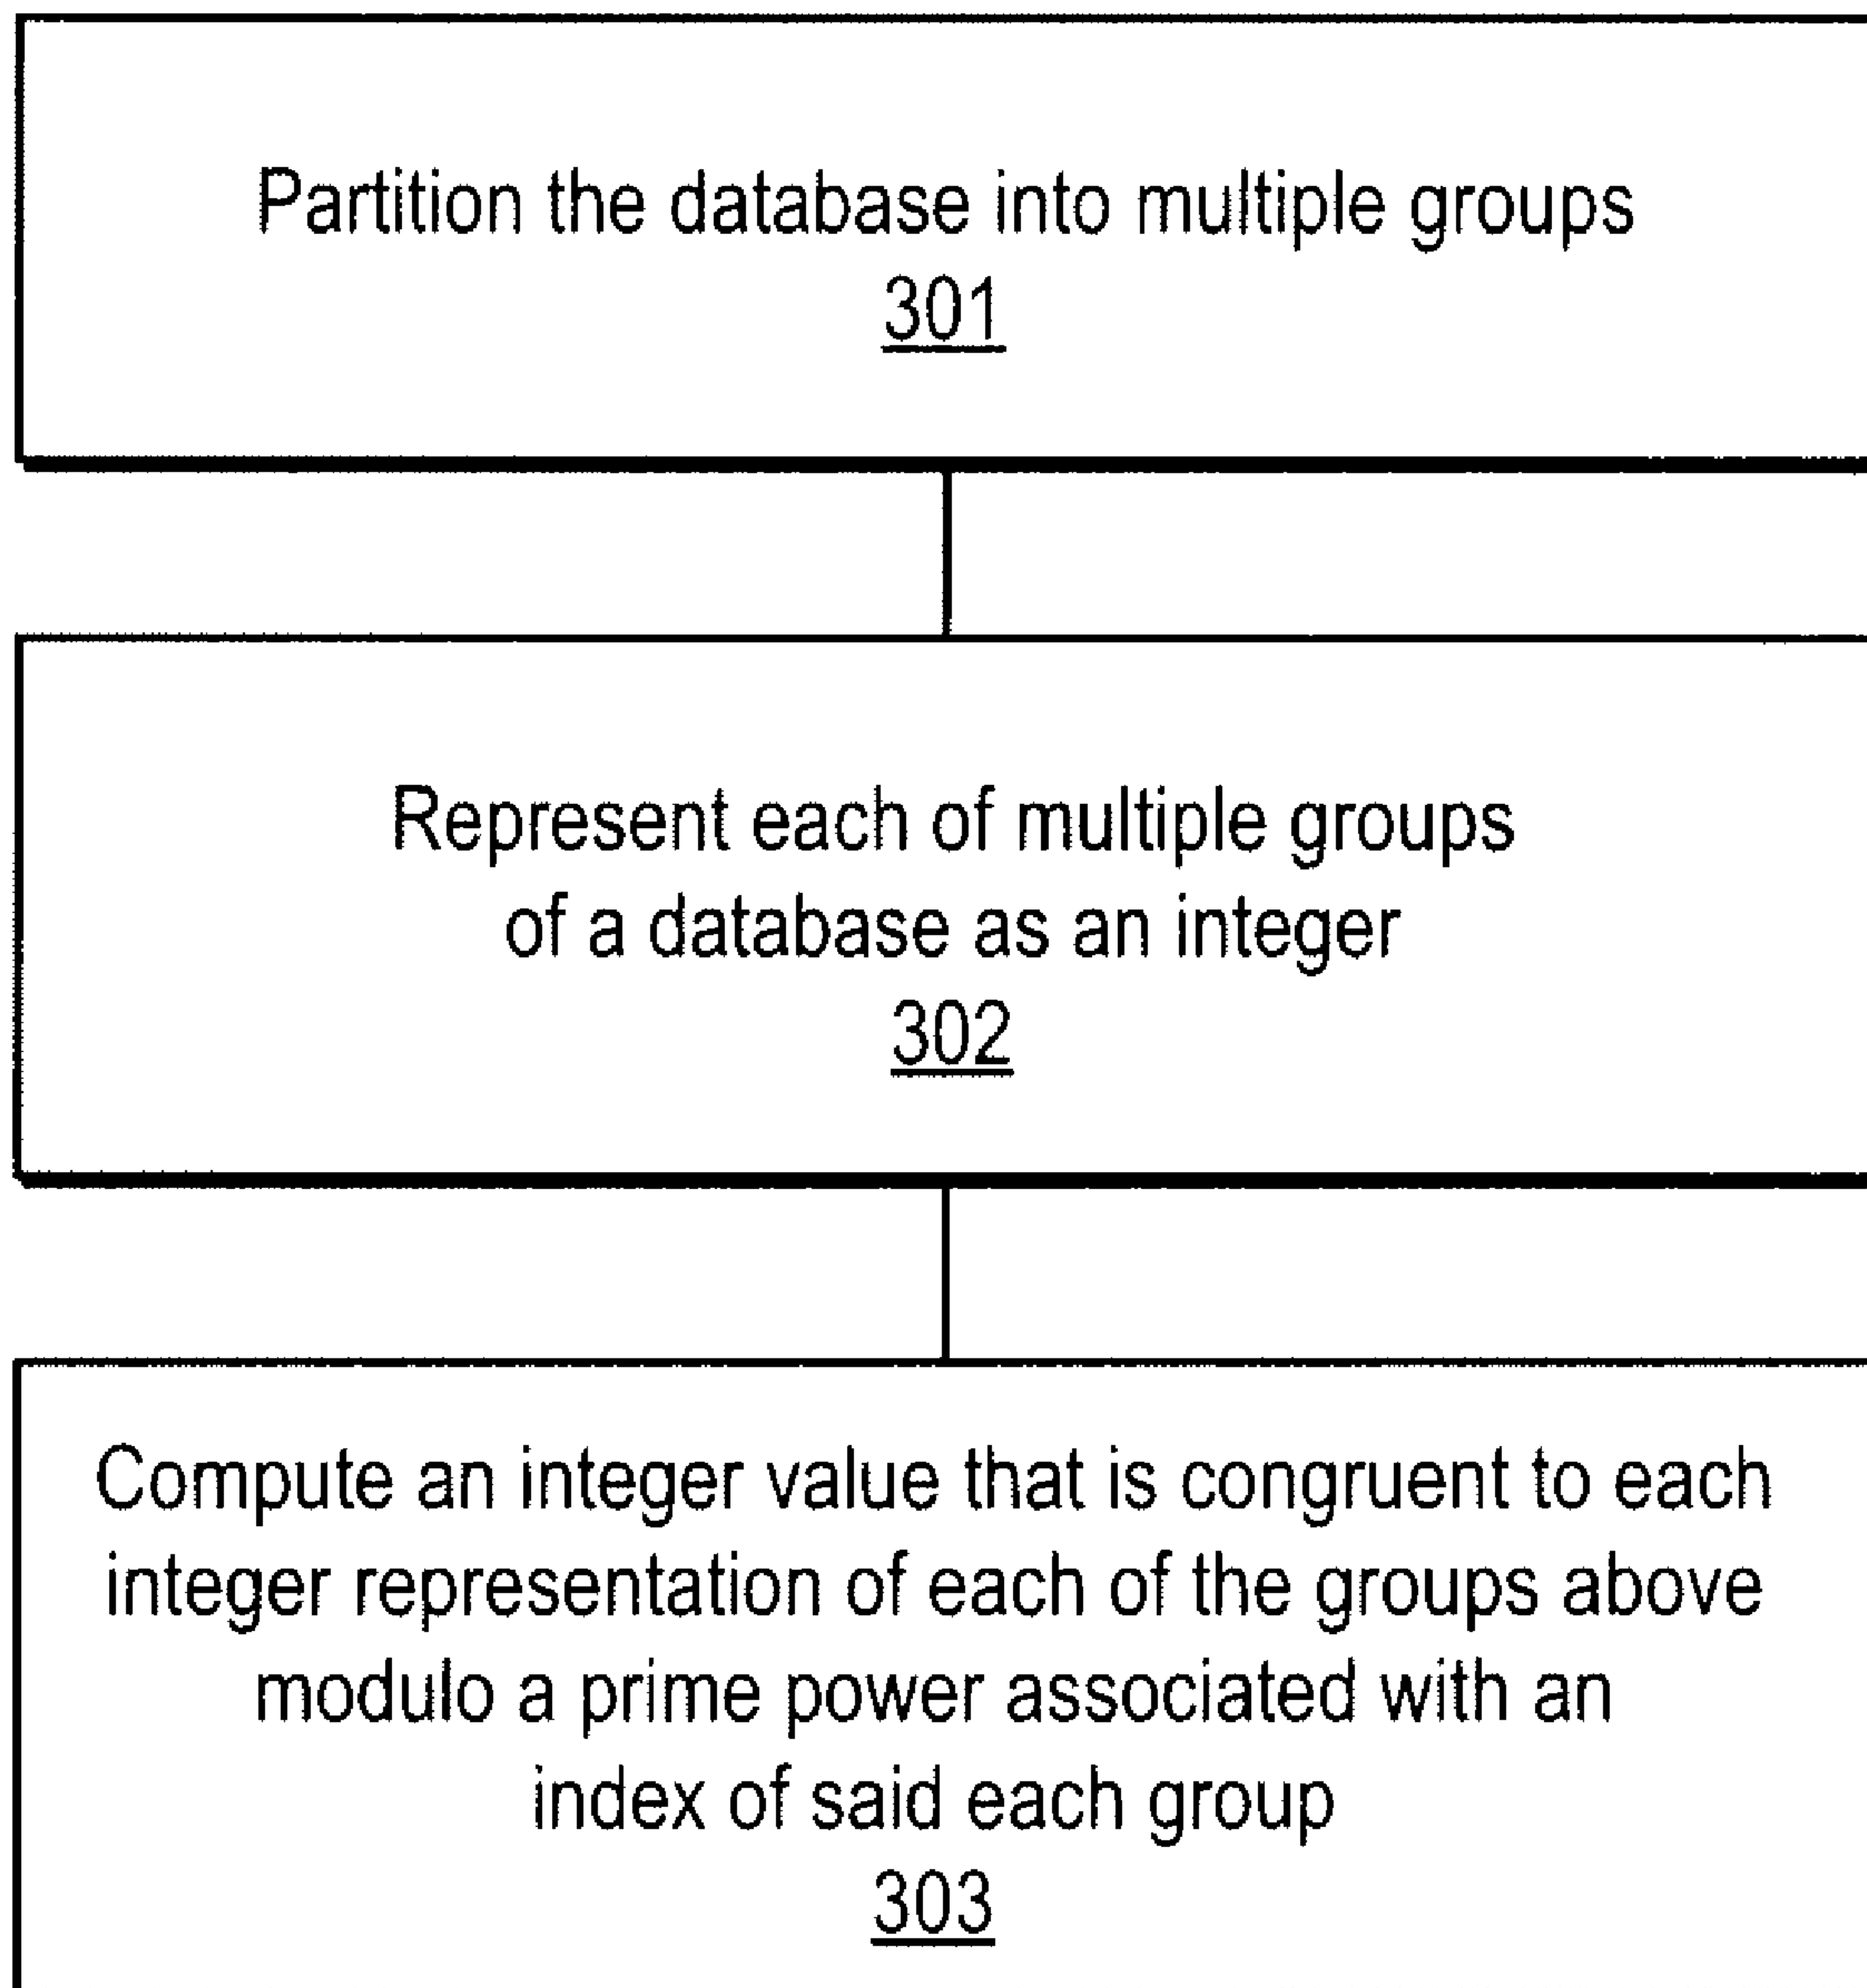 Partition the database into multiple groups
301
Represent each of multiple groups
of a database as an integer
302
Compute an integer value that is congruent to each
integer representation of each of the groups above
modulo a prime power associated with an
index of said each group
303